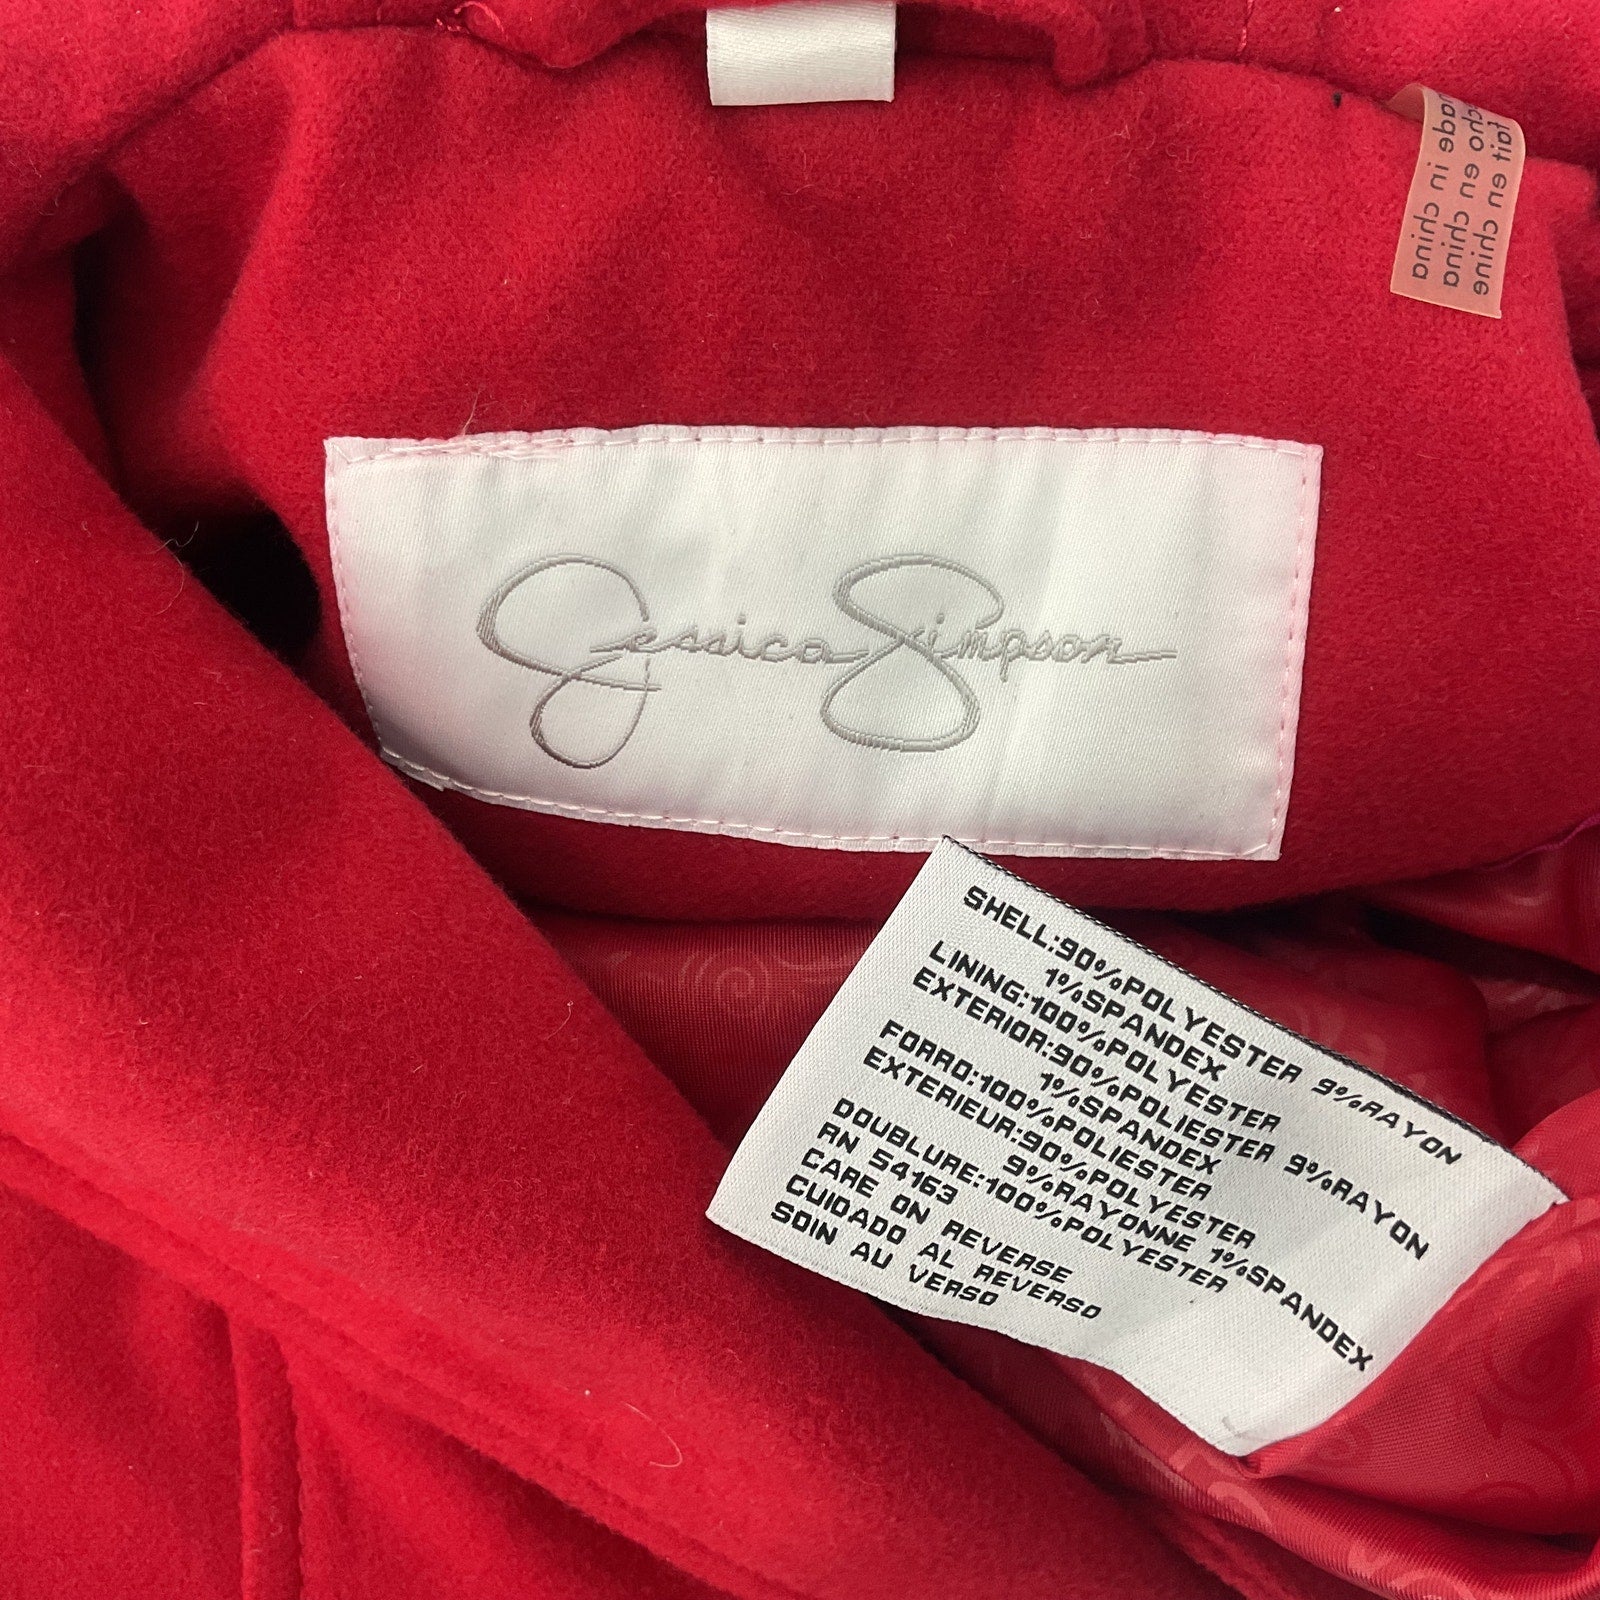 fait en chine
hecho en china
made in china
Jessica Simpson
SHELL:90%POLYESTER 9%RAYON
1%SPANDEX
LINING:100%POLYESTER
EXTERIOR:90%POLIESTER 9%RAYON
1%SPANDEX
FORRO:100%POLIESTER
EXTERIEUR:90%POLYESTER
9%RAYONNE 1%SPANDEX
DOUBLURE:100%POLYESTER
RN 54163
CARE ON REVERSE
CUIDADO AL REVERSO
SOIN AU VERSO